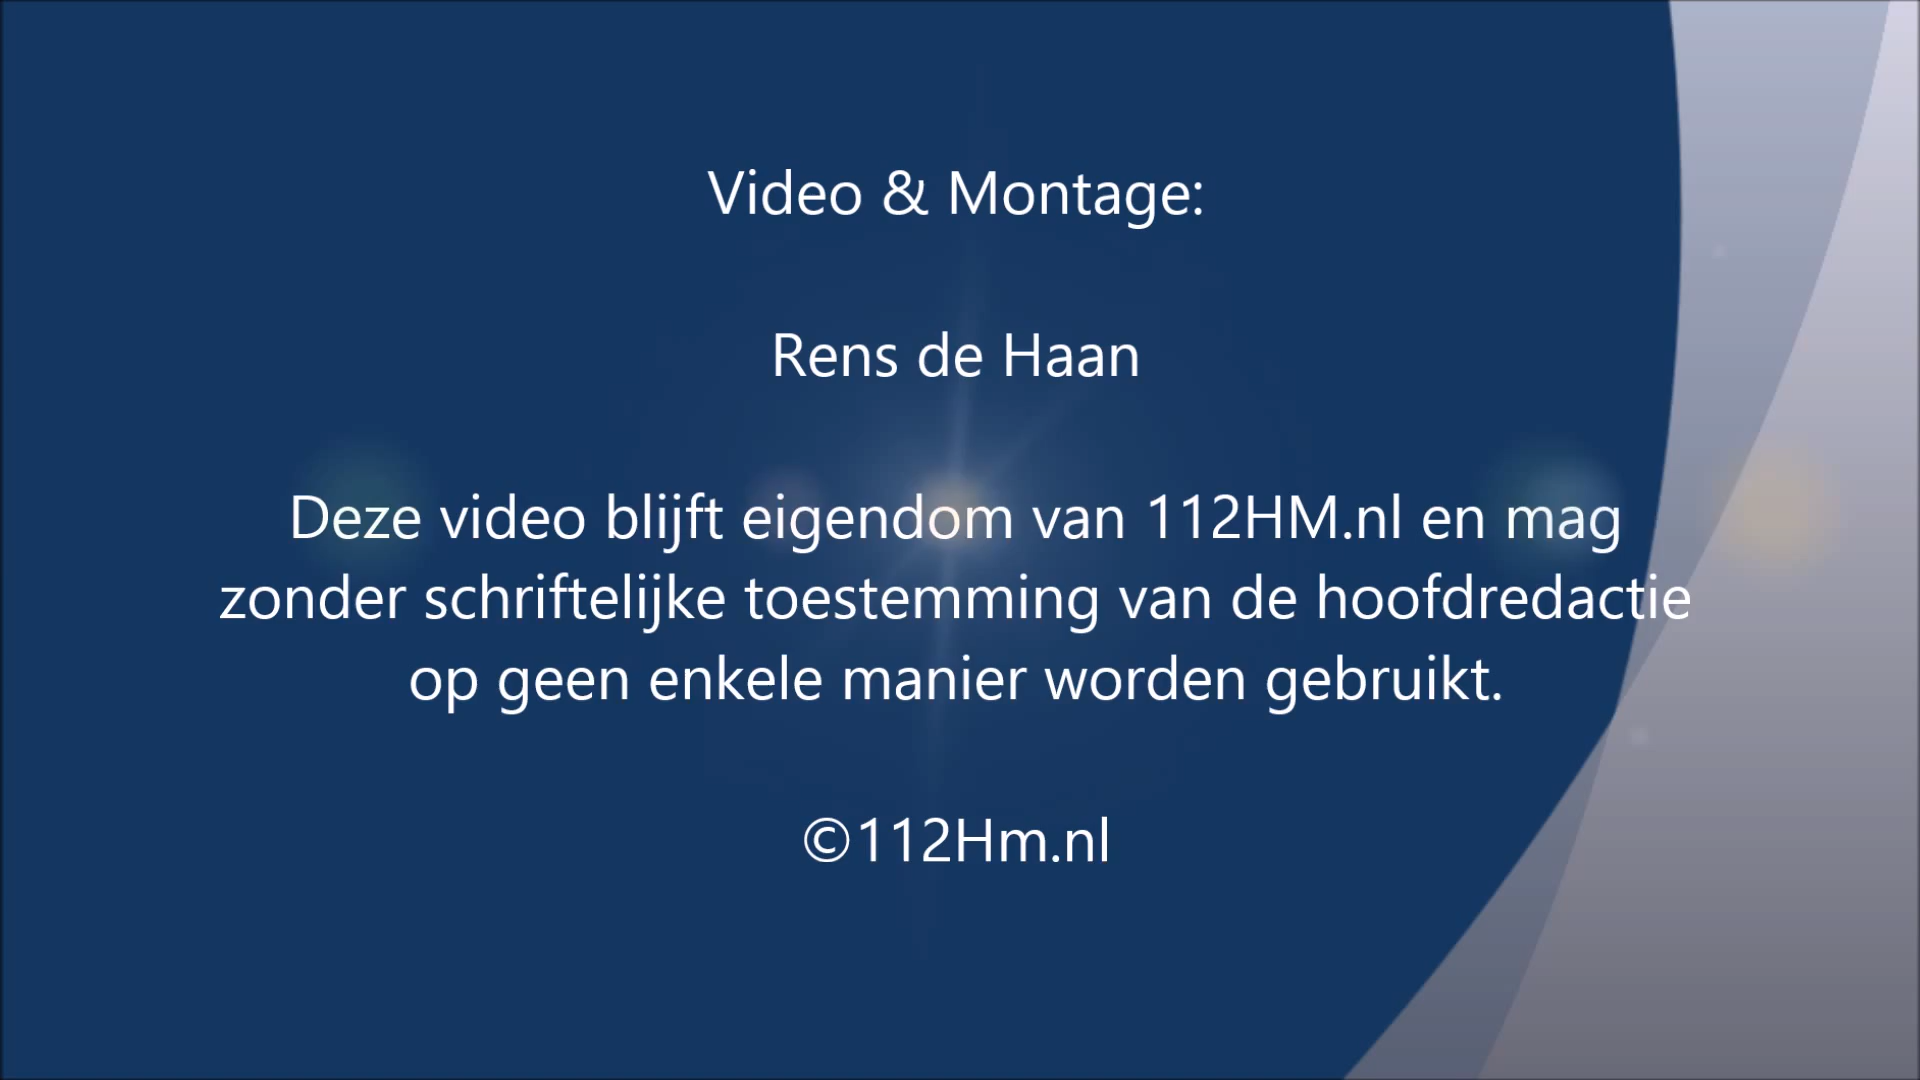 Video & Montage:
Rens de Haan
Deze video blijft eigendom van 112HM.nl en mag
zonder schriftelijke toestemming van de hoofdredactie
op geen enkele manier worden gebruikt.
©112Hm.nl